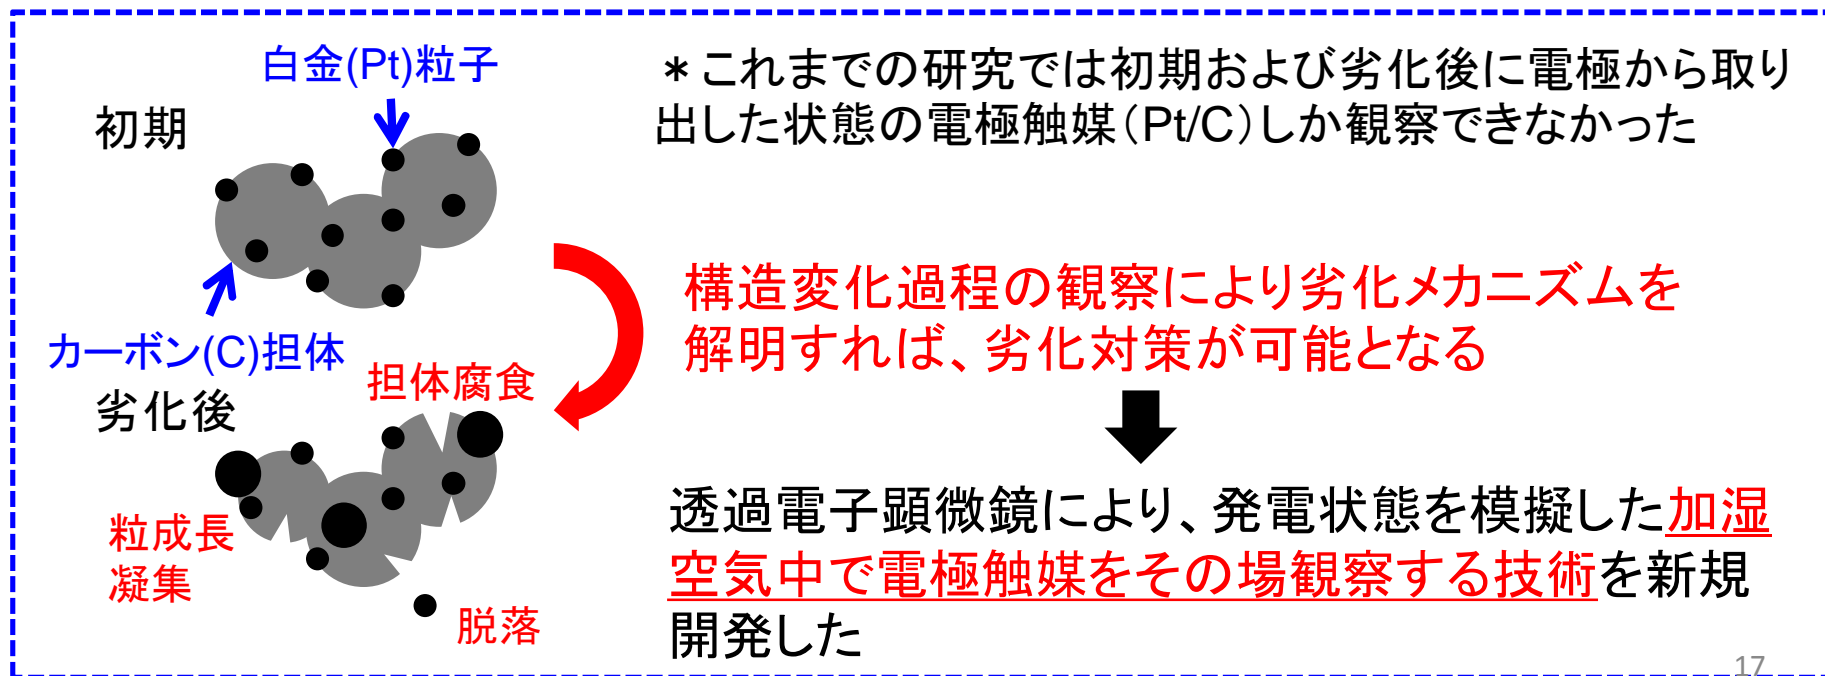 白金(Pt)粒子
初期
カーボン(C)担体
劣化後
担体腐食
粒成長
凝集
脱落
＊これまでの研究では初期および劣化後に電極から取り
出した状態の電極触媒（Pt/C）しか観察できなかった
構造変化過程の観察により劣化メカニズムを
解明すれば、劣化対策が可能となる
透過電子顕微鏡により、発電状態を模擬した加湿
空気中で電極触媒をその場観察する技術を新規
開発した
17